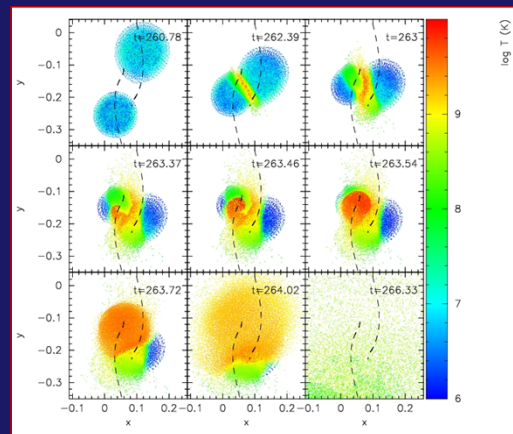 t=260.78
t=262.39
t=263
t=263.37
t=263.46
t=263.54
t=263.72
t=264.02
t=266.33
y
0
−0.1
−0.2
−0.3
y
0
−0.1
−0.2
−0.3
y
0
−0.1
−0.2
−0.3
−0.1 0 0.1 0.2−0.1 0 0.1 0.2−0.1 0 0.1 0.2
x x x
log T (K)
9
8
7
6